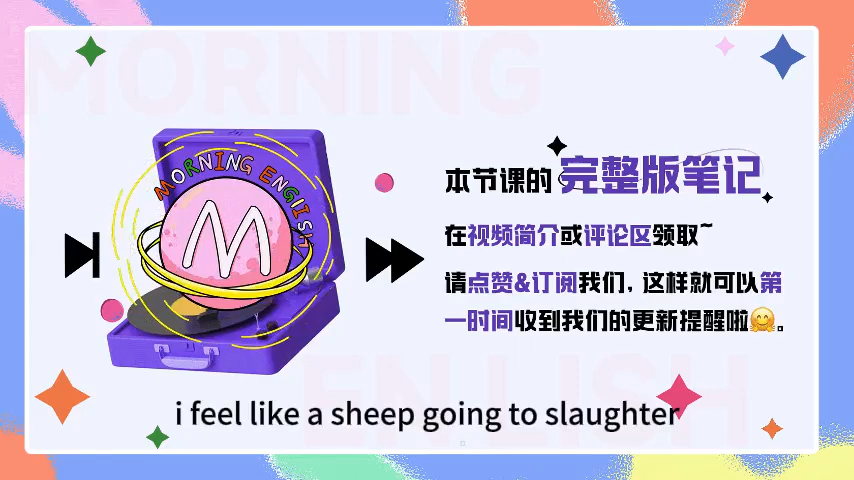 MORNING
MORNING ENGLISH
M
本节课的 完整版笔记
在视频简介或评论区领取~
请点赞&订阅我们，这样就可以第
一时间收到我们的更新提醒啦🤗。
ENLISH
i feel like a sheep going to slaughter